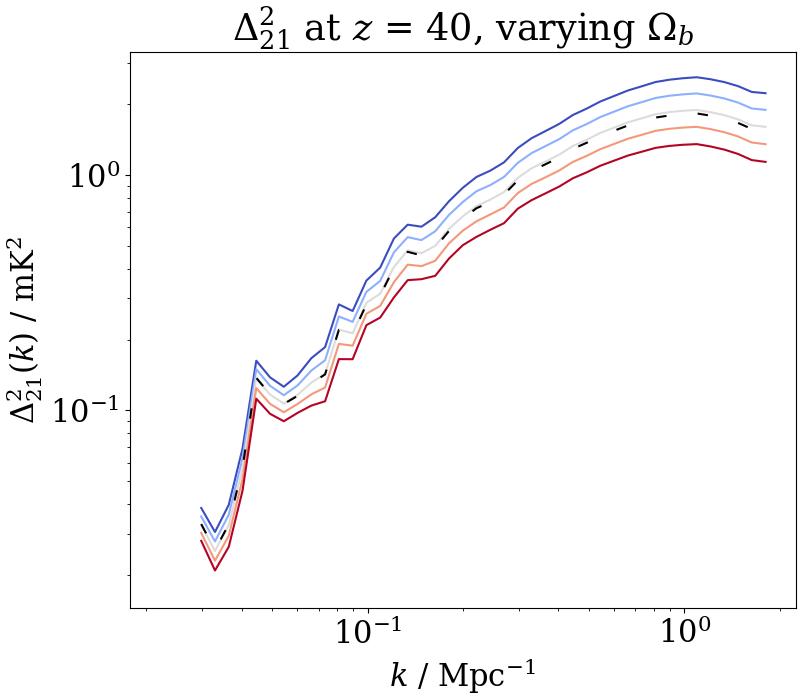 Δ²₂₁ at z = 40, varying Ω_b
Δ²₂₁(k) / mK²
10⁰
10⁻¹
10⁻¹
10⁰
k / Mpc⁻¹